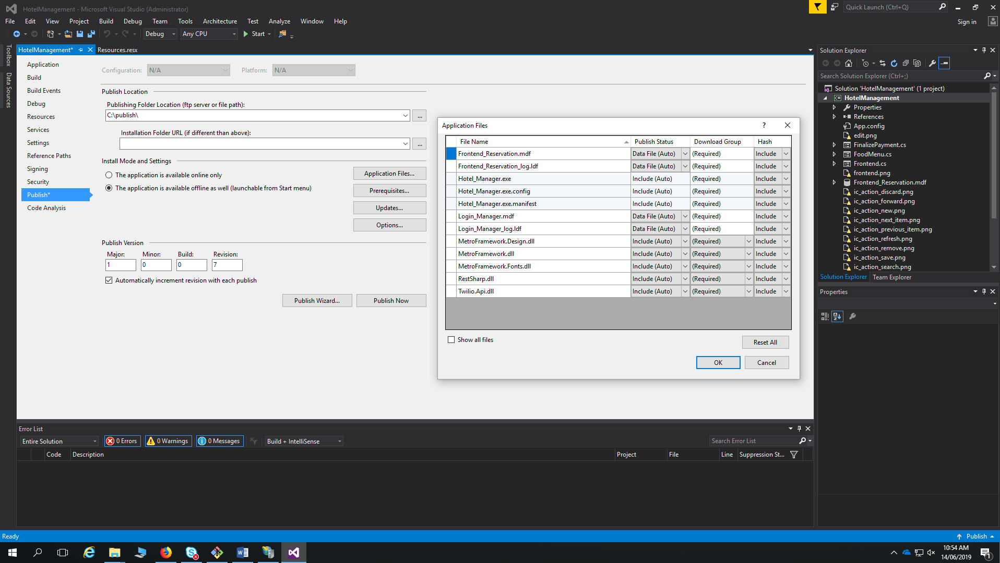 HotelManagement - Microsoft Visual Studio (Administrator)
Quick Launch (Ctrl+Q)
File Edit View Project Build Debug Team Tools Architecture Test Analyze Window Help
Sign in
Debug Any CPU Start
Toolbox
Data Sources
HotelManagement* Resources.resx
Application
Build
Build Events
Debug
Resources
Services
Settings
Reference Paths
Signing
Security
Publish*
Code Analysis
Configuration: N/A Platform: N/A
Publish Location
Publishing Folder Location (ftp server or file path):
C:\publish\
...
Installation Folder URL (if different than above):
...
Install Mode and Settings
The application is available online only
The application is available offline as well (launchable from Start menu)
Application Files...
Prerequisites...
Updates...
Options...
Publish Version
Major: Minor: Build: Revision:
1 0 0 7
Automatically increment revision with each publish
Publish Wizard... Publish Now
Application Files
?
File Name Publish Status Download Group Hash
Frontend_Reservation.mdf Data File (Auto) (Required) Include
Frontend_Reservation_log.ldf Data File (Auto) (Required) Include
Hotel_Manager.exe Include (Auto) (Required) Include
Hotel_Manager.exe.config Include (Auto) (Required) Include
Hotel_Manager.exe.manifest Include (Auto) (Required) Include
Login_Manager.mdf Data File (Auto) (Required) Include
Login_Manager_log.ldf Data File (Auto) (Required) Include
MetroFramework.Design.dll Include (Auto) (Required) Include
MetroFramework.dll Include (Auto) (Required) Include
MetroFramework.Fonts.dll Include (Auto) (Required) Include
RestSharp.dll Include (Auto) (Required) Include
Twilio.Api.dll Include (Auto) (Required) Include
Show all files
Reset All
OK Cancel
Solution Explorer
Search Solution Explorer (Ctrl+;)
Solution 'HotelManagement' (1 project)
C# HotelManagement
Properties
References
App.config
edit.png
FinalizePayment.cs
FoodMenu.cs
Frontend.cs
frontend.png
Frontend_Reservation.mdf
ic_action_discard.png
ic_action_forward.png
ic_action_new.png
ic_action_next_item.png
ic_action_previous_item.png
ic_action_refresh.png
ic_action_remove.png
ic_action_save.png
ic_action_search.png
Solution Explorer Team Explorer
Properties
Error List
Entire Solution 0 Errors 0 Warnings 0 Messages Build + IntelliSense Search Error List
Code Description Project File Line Suppression St...
Ready
Publish
10:54 AM
14/06/2019
1